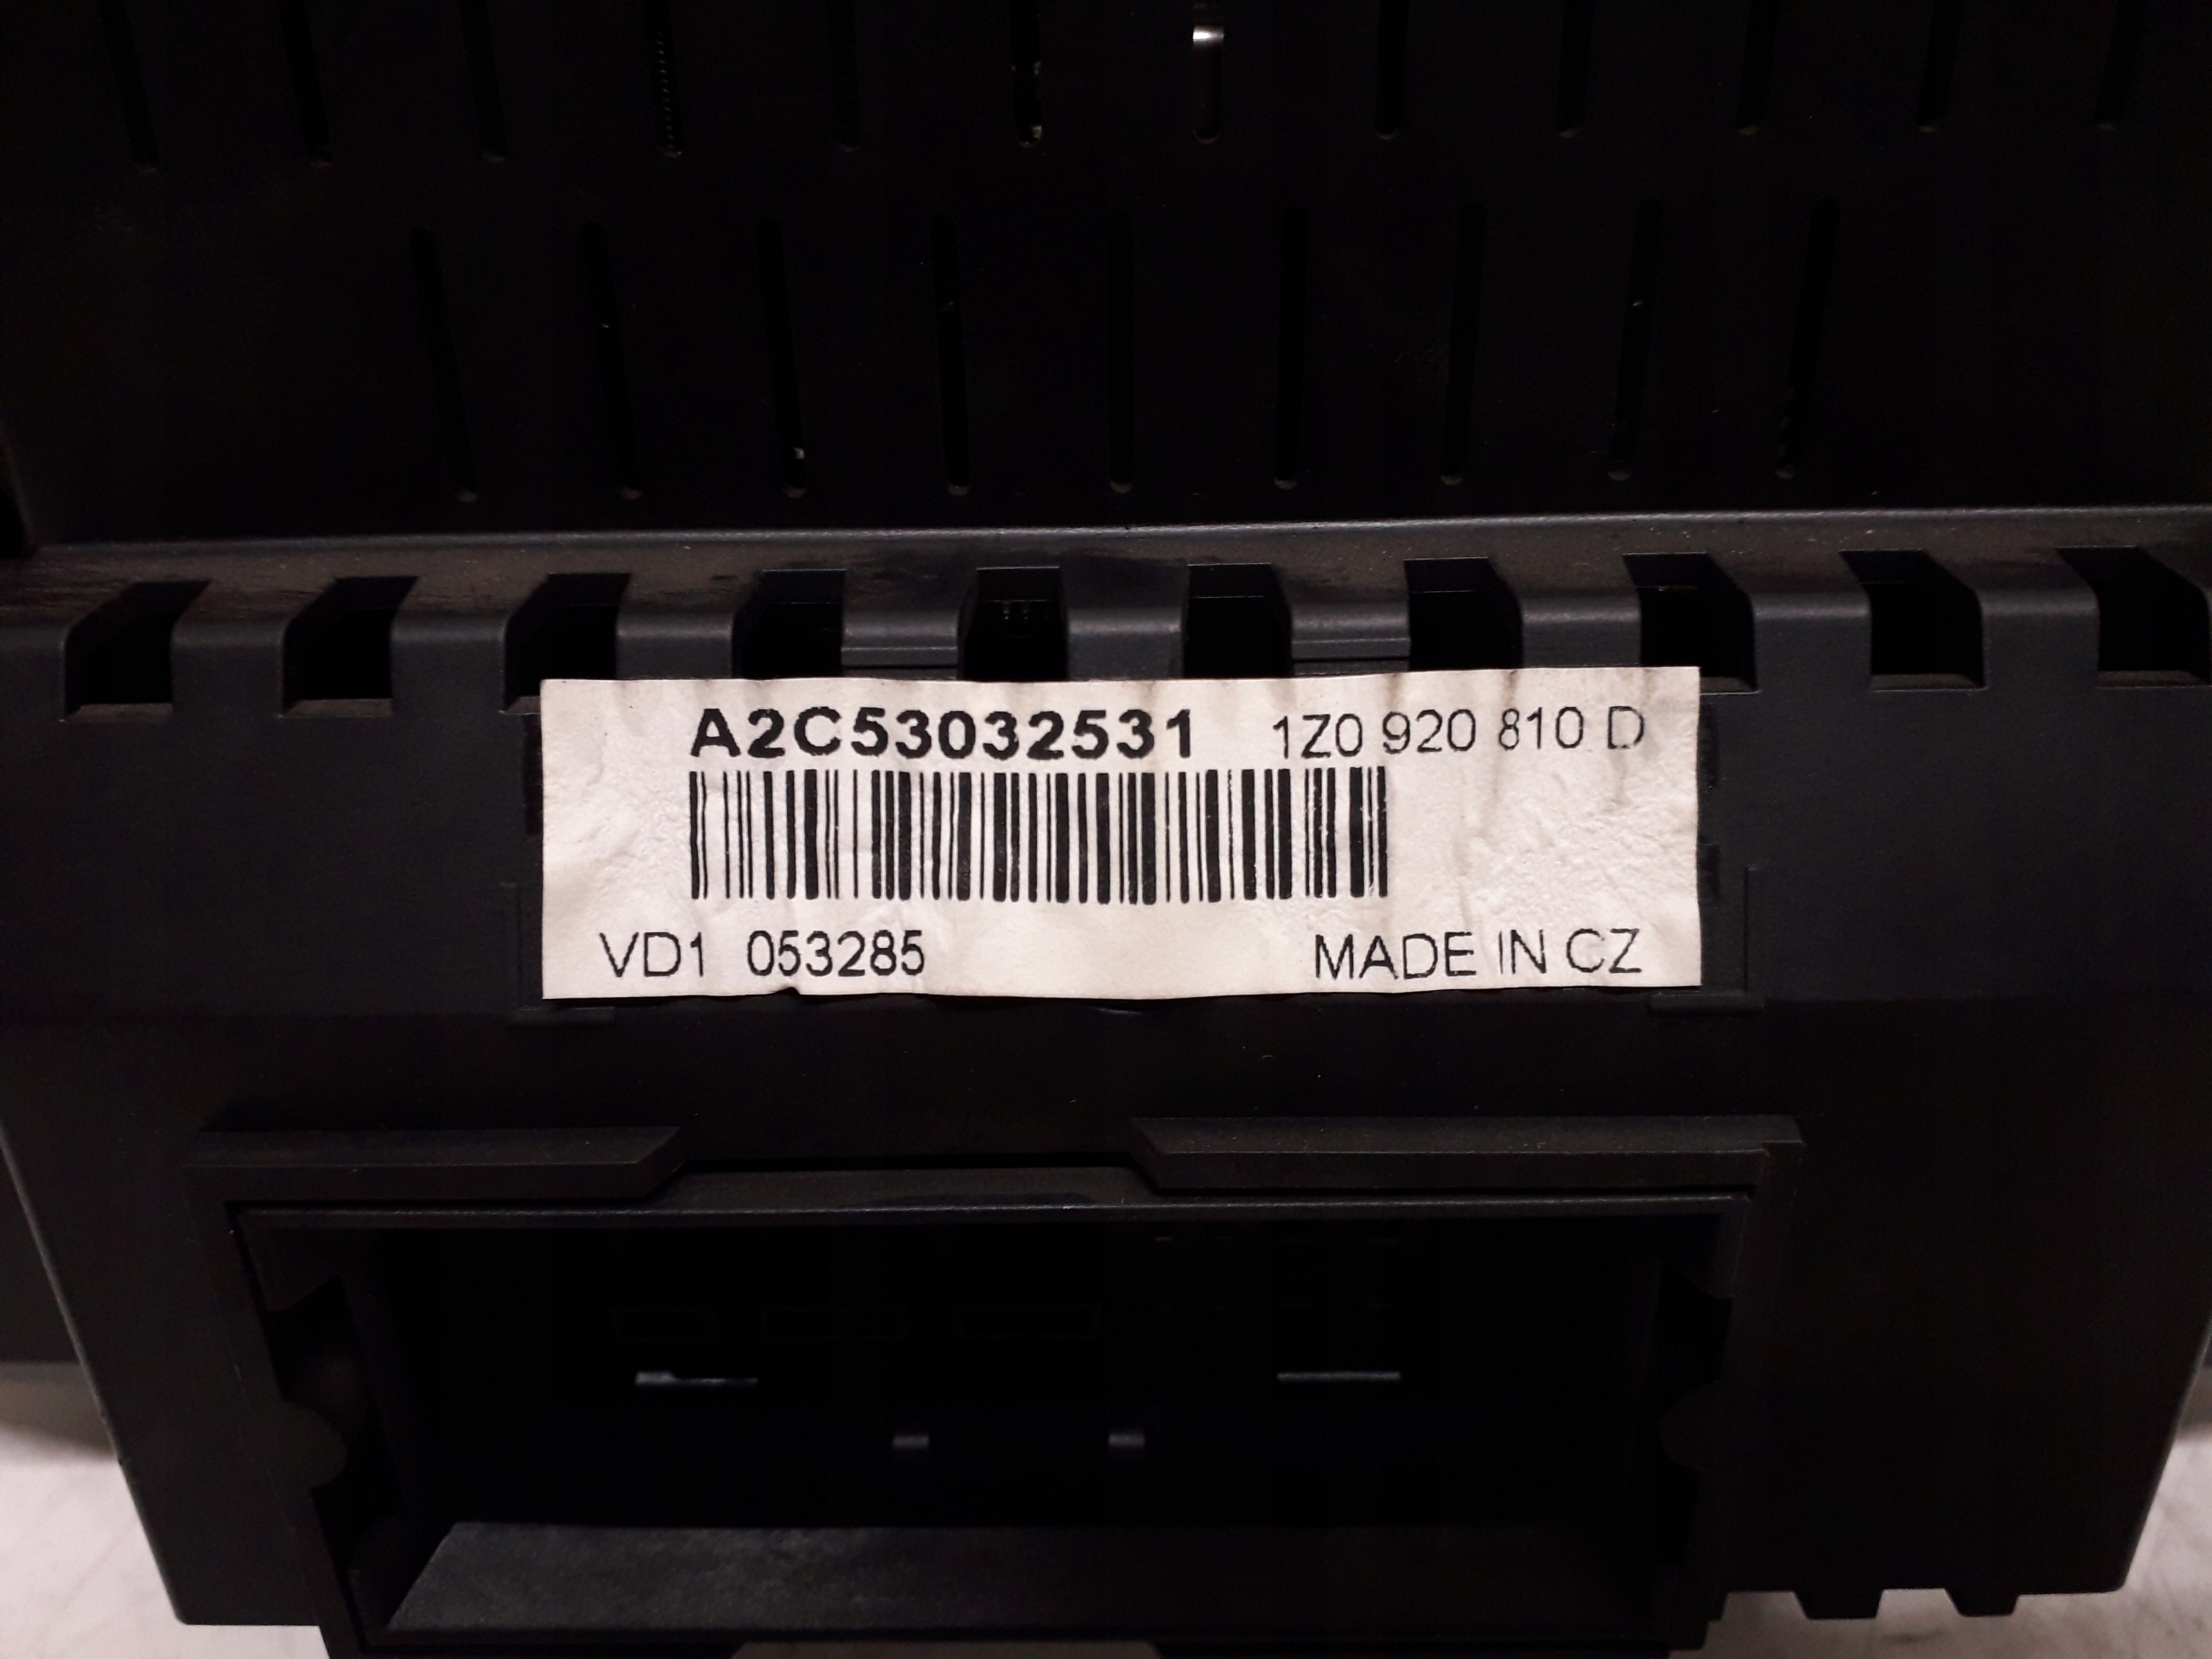 A2C53032531 1Z0 920 810 D
VD1 053285 MADE IN CZ